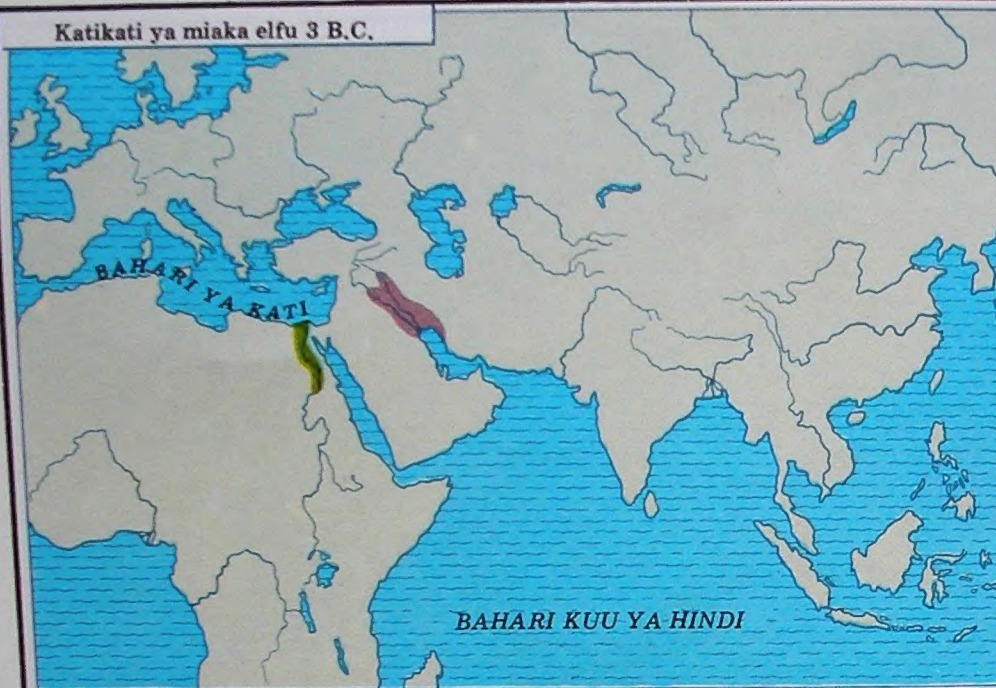 Katikati ya miaka elfu 3 B.C.
BAHARI YA KATI
BAHARI KUU YA HINDI